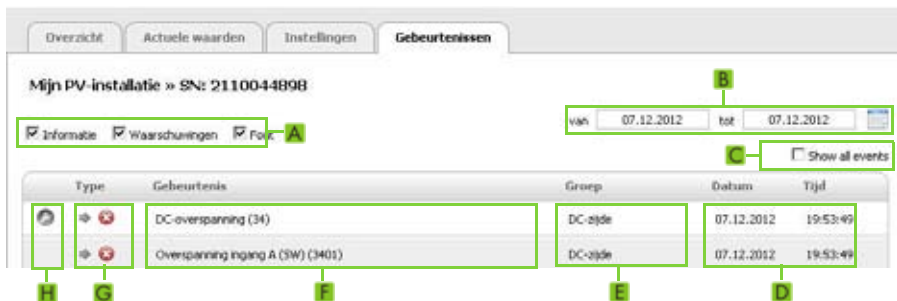 Overzicht Actuele waarden Instellingen Gebeurtenissen
Mijn PV-installatie » SN: 2110044898
B
van 07.12.2012 tot 07.12.2012
Informatie Waarschuwingen Fout A
C Show all events
Type Gebeurtenis Groep Datum Tijd
DC-overspanning (34) DC-zijde 07.12.2012 19:53:49
Overspanning ingang A (SW) (3401) DC-zijde 07.12.2012 19:53:49
H G F E D